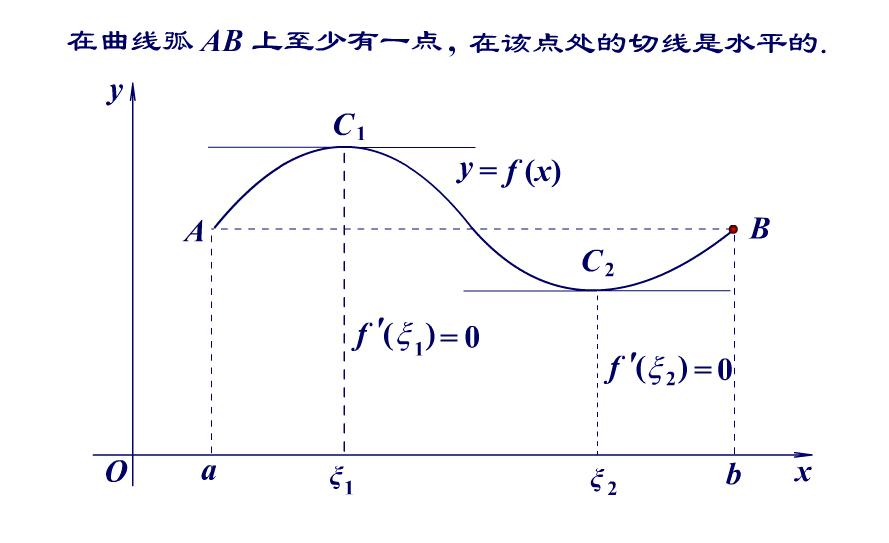 在曲线弧 AB 上至少有一点, 在该点处的切线是水平的.
y
C₁
y = f(x)
A
B
C₂
f′(ξ₁) = 0
f′(ξ₂) = 0
O a ξ₁ ξ₂ b x